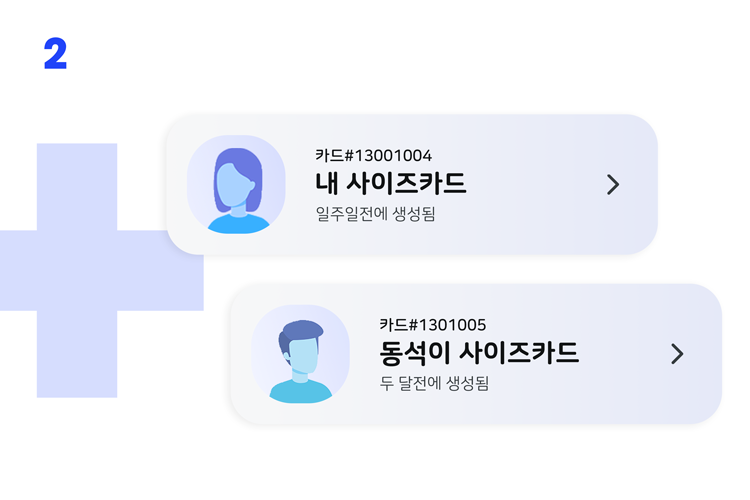 2
카드#13001004
내 사이즈카드
일주일전에 생성됨
카드#1301005
동석이 사이즈카드
두 달전에 생성됨